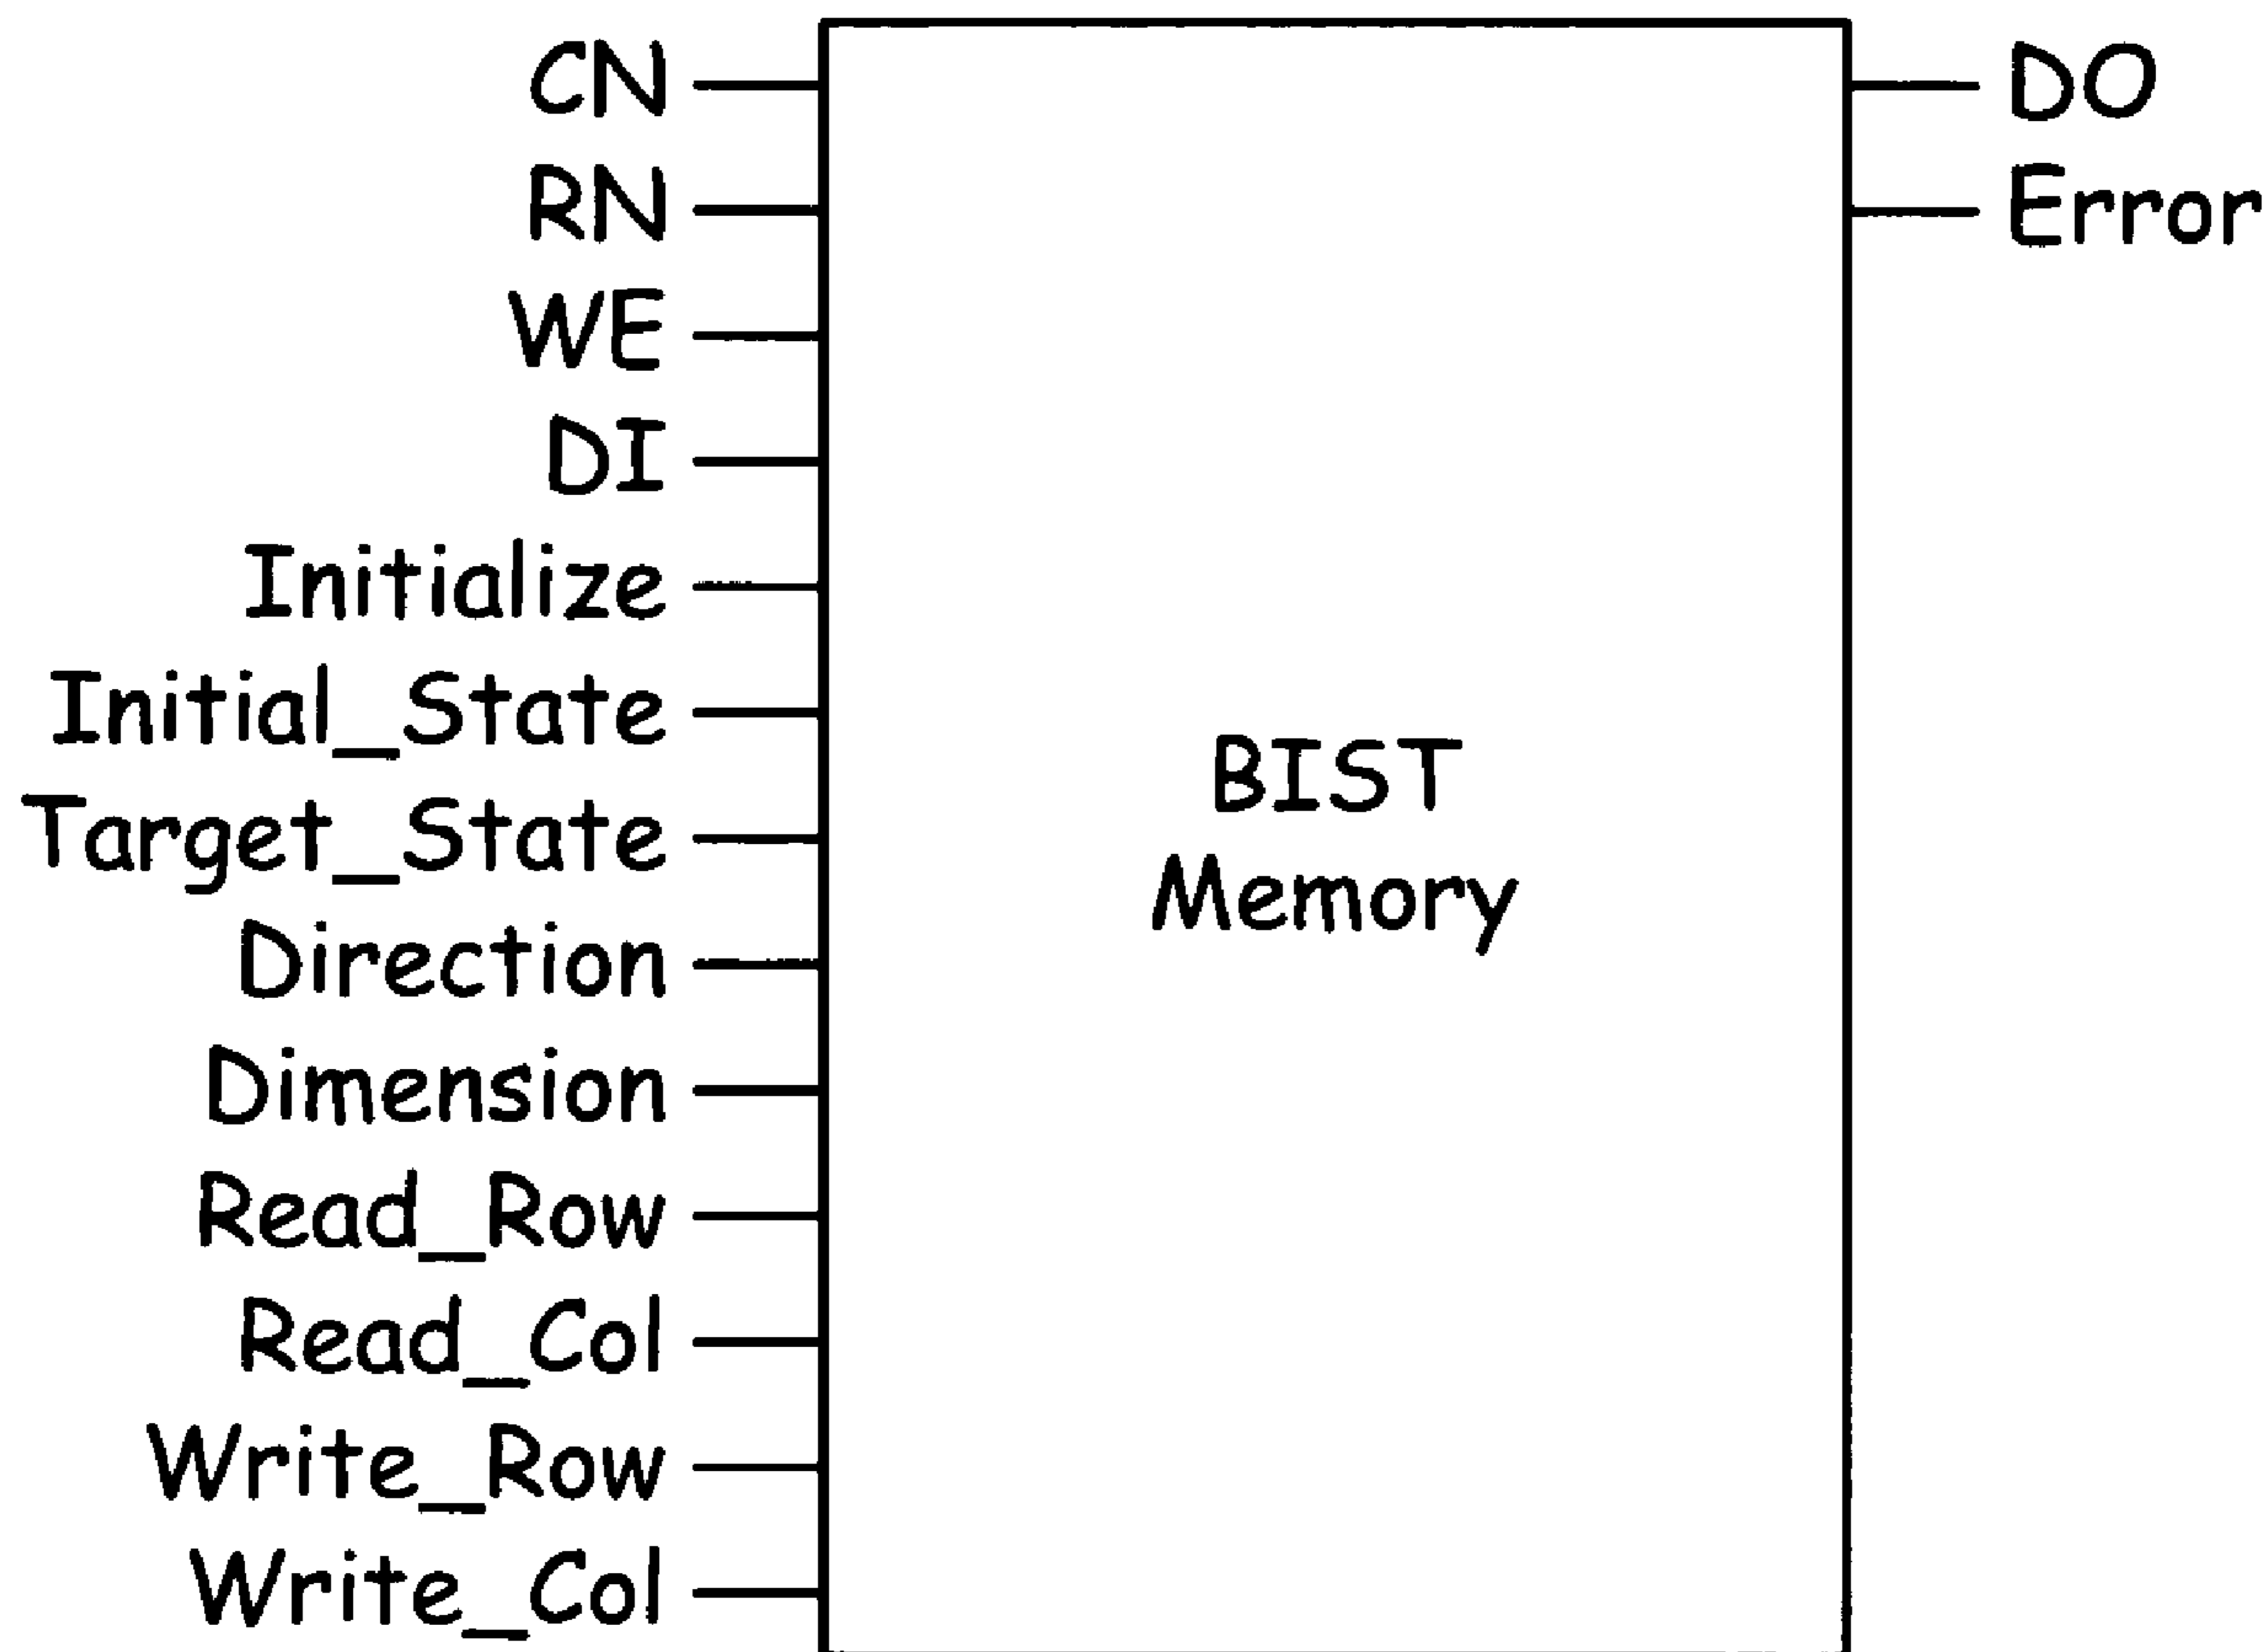 CN
RN
WE
DI
Initialize
Initial_State
Target_State
Direction
Dimension
Read_Row
Read_Col
Write_Row
Write_Col
BIST
Memory
DO
Error